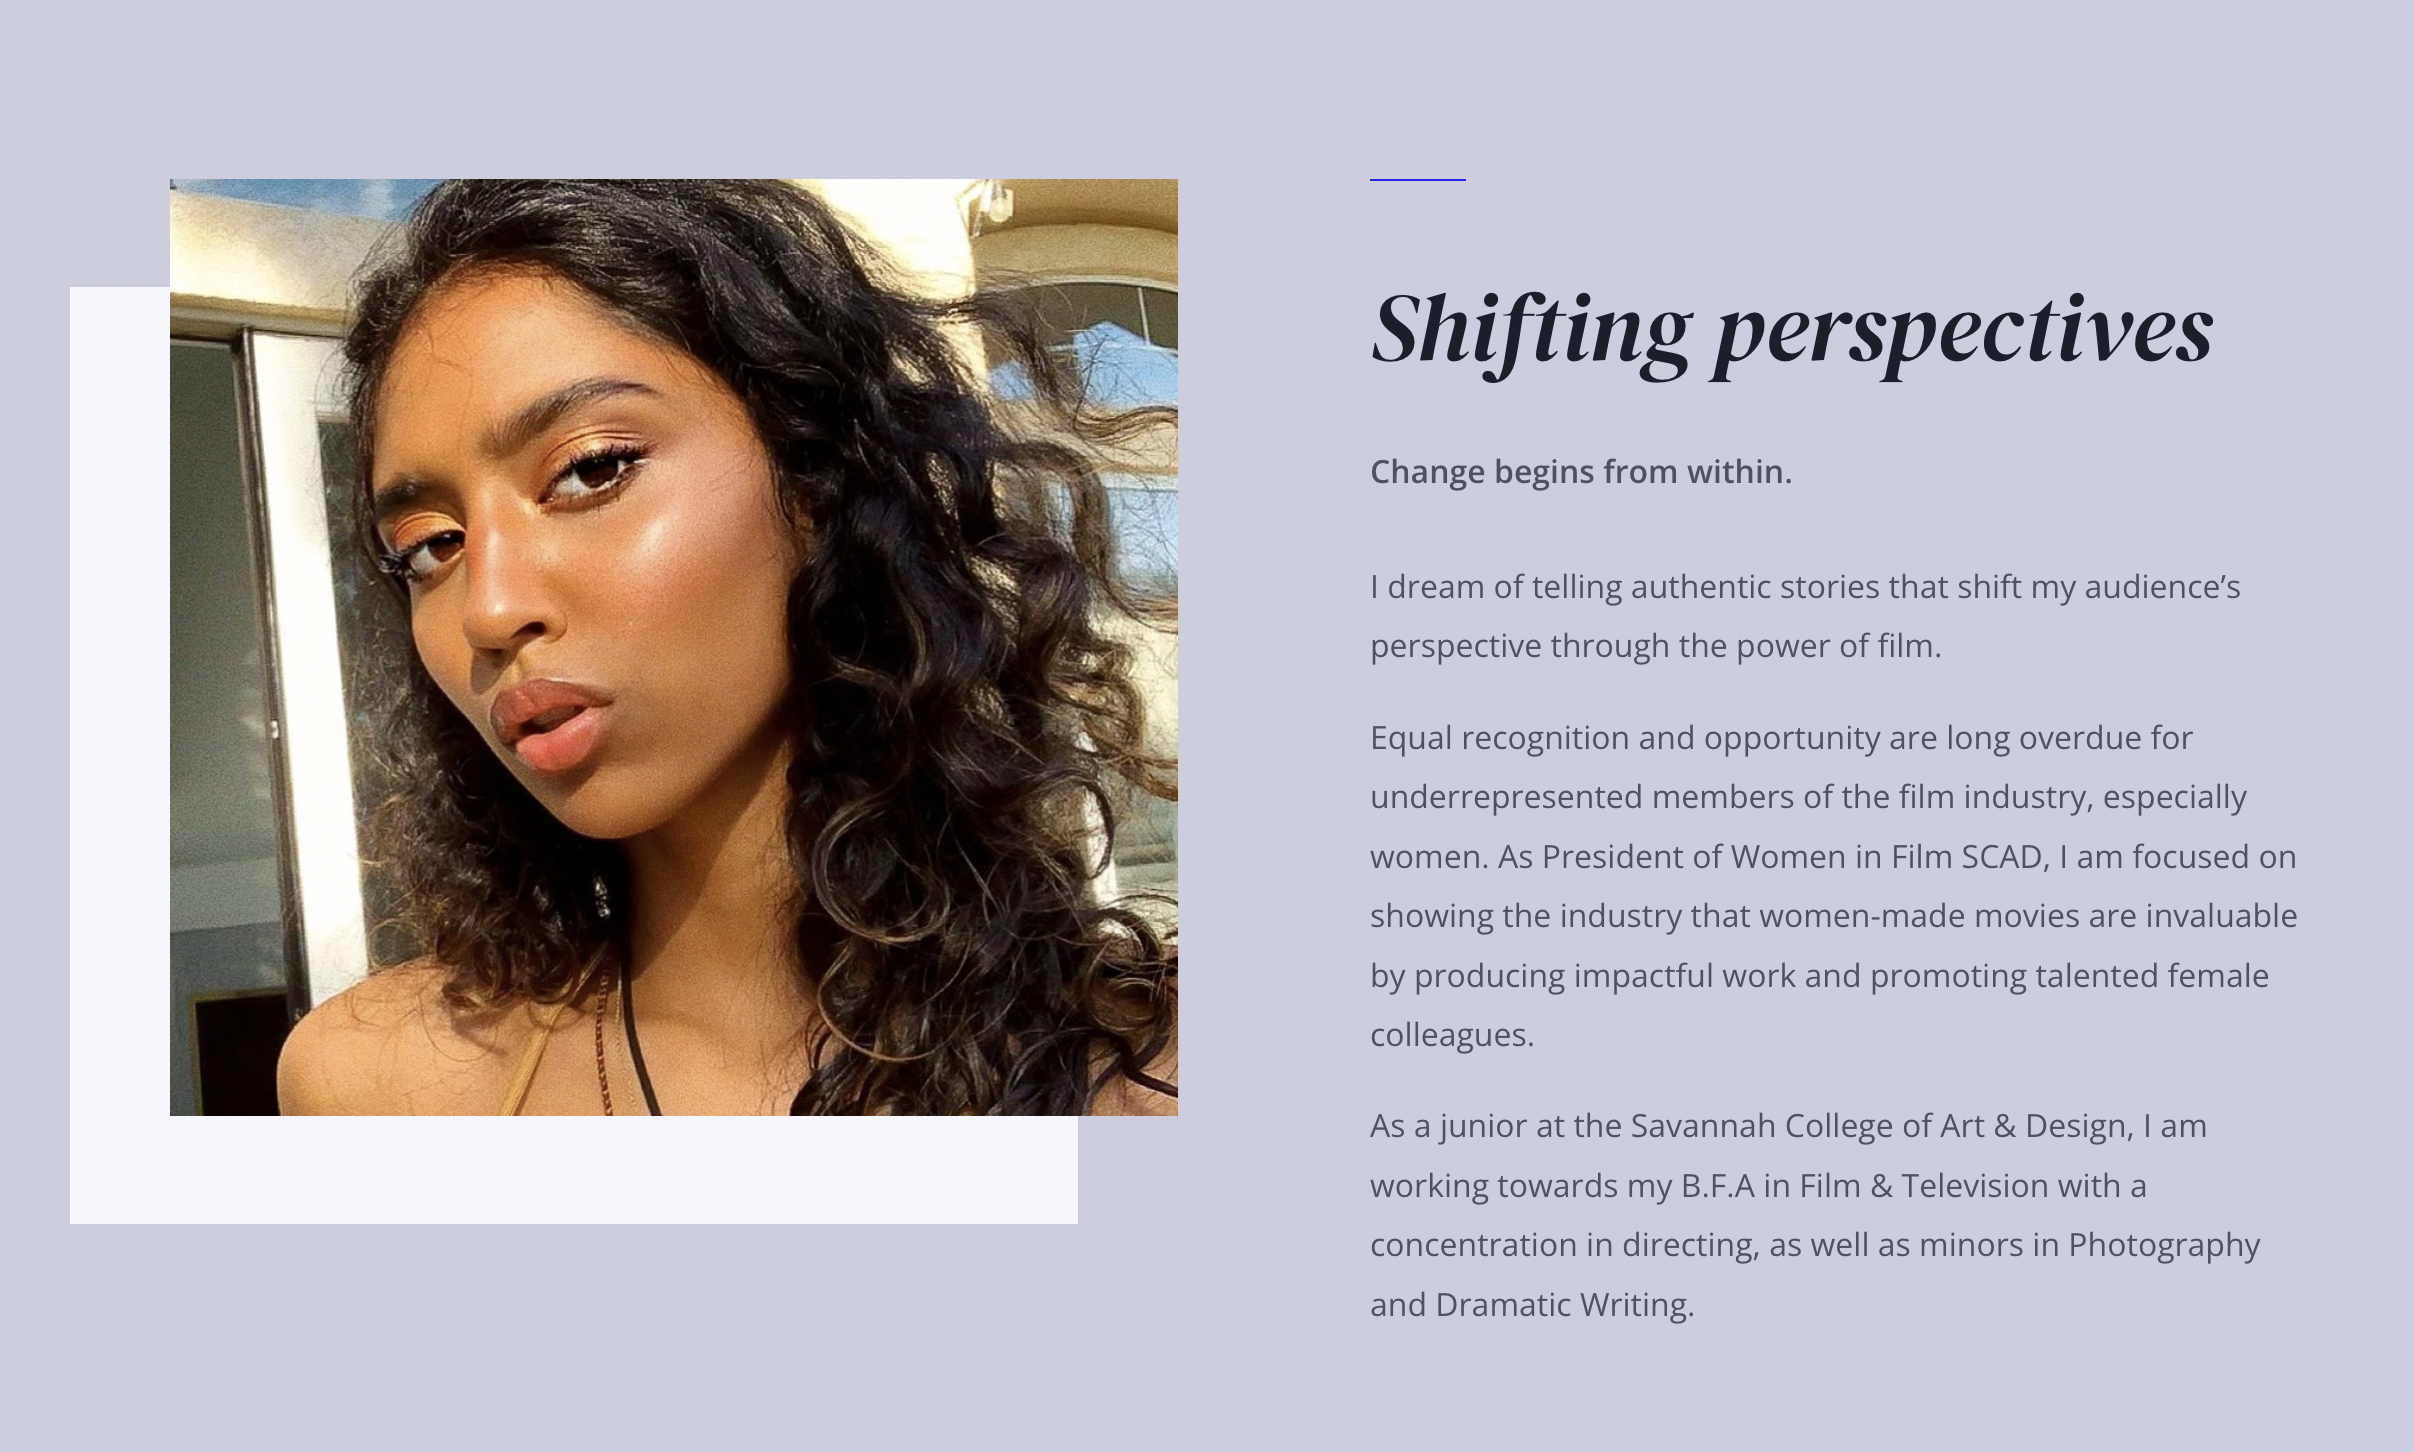 Shifting perspectives
Change begins from within.
I dream of telling authentic stories that shift my audience’s
perspective through the power of film.
Equal recognition and opportunity are long overdue for
underrepresented members of the film industry, especially
women. As President of Women in Film SCAD, I am focused on
showing the industry that women-made movies are invaluable
by producing impactful work and promoting talented female
colleagues.
As a junior at the Savannah College of Art & Design, I am
working towards my B.F.A in Film & Television with a
concentration in directing, as well as minors in Photography
and Dramatic Writing.